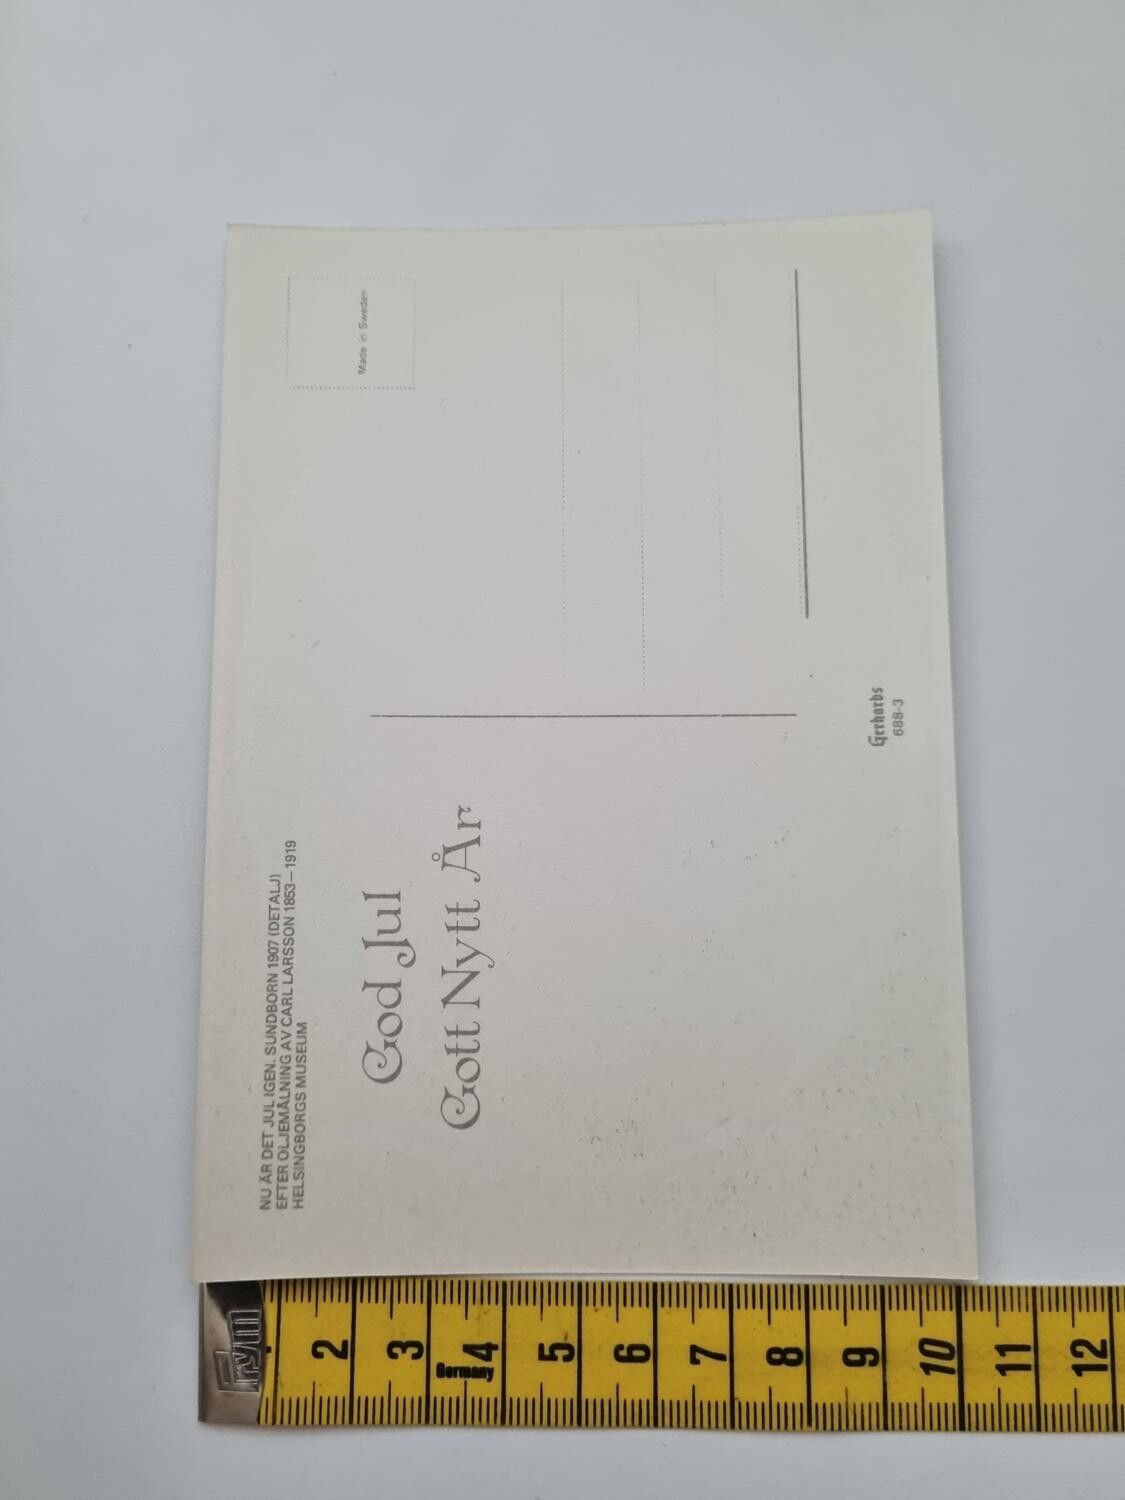 NU ÄR DET JUL IGEN. SUNDBORN 1907 (DETALJ)
EFTER OLJEMÅLNING AV CARL LARSSON 1853–1919
HELSINGBORGS MUSEUM
God Jul
Gott Nytt År
Made in Sweden
Gerhards
688-3
Prym
2 3 4 5 6 7 8 9 10 11 12
Germany